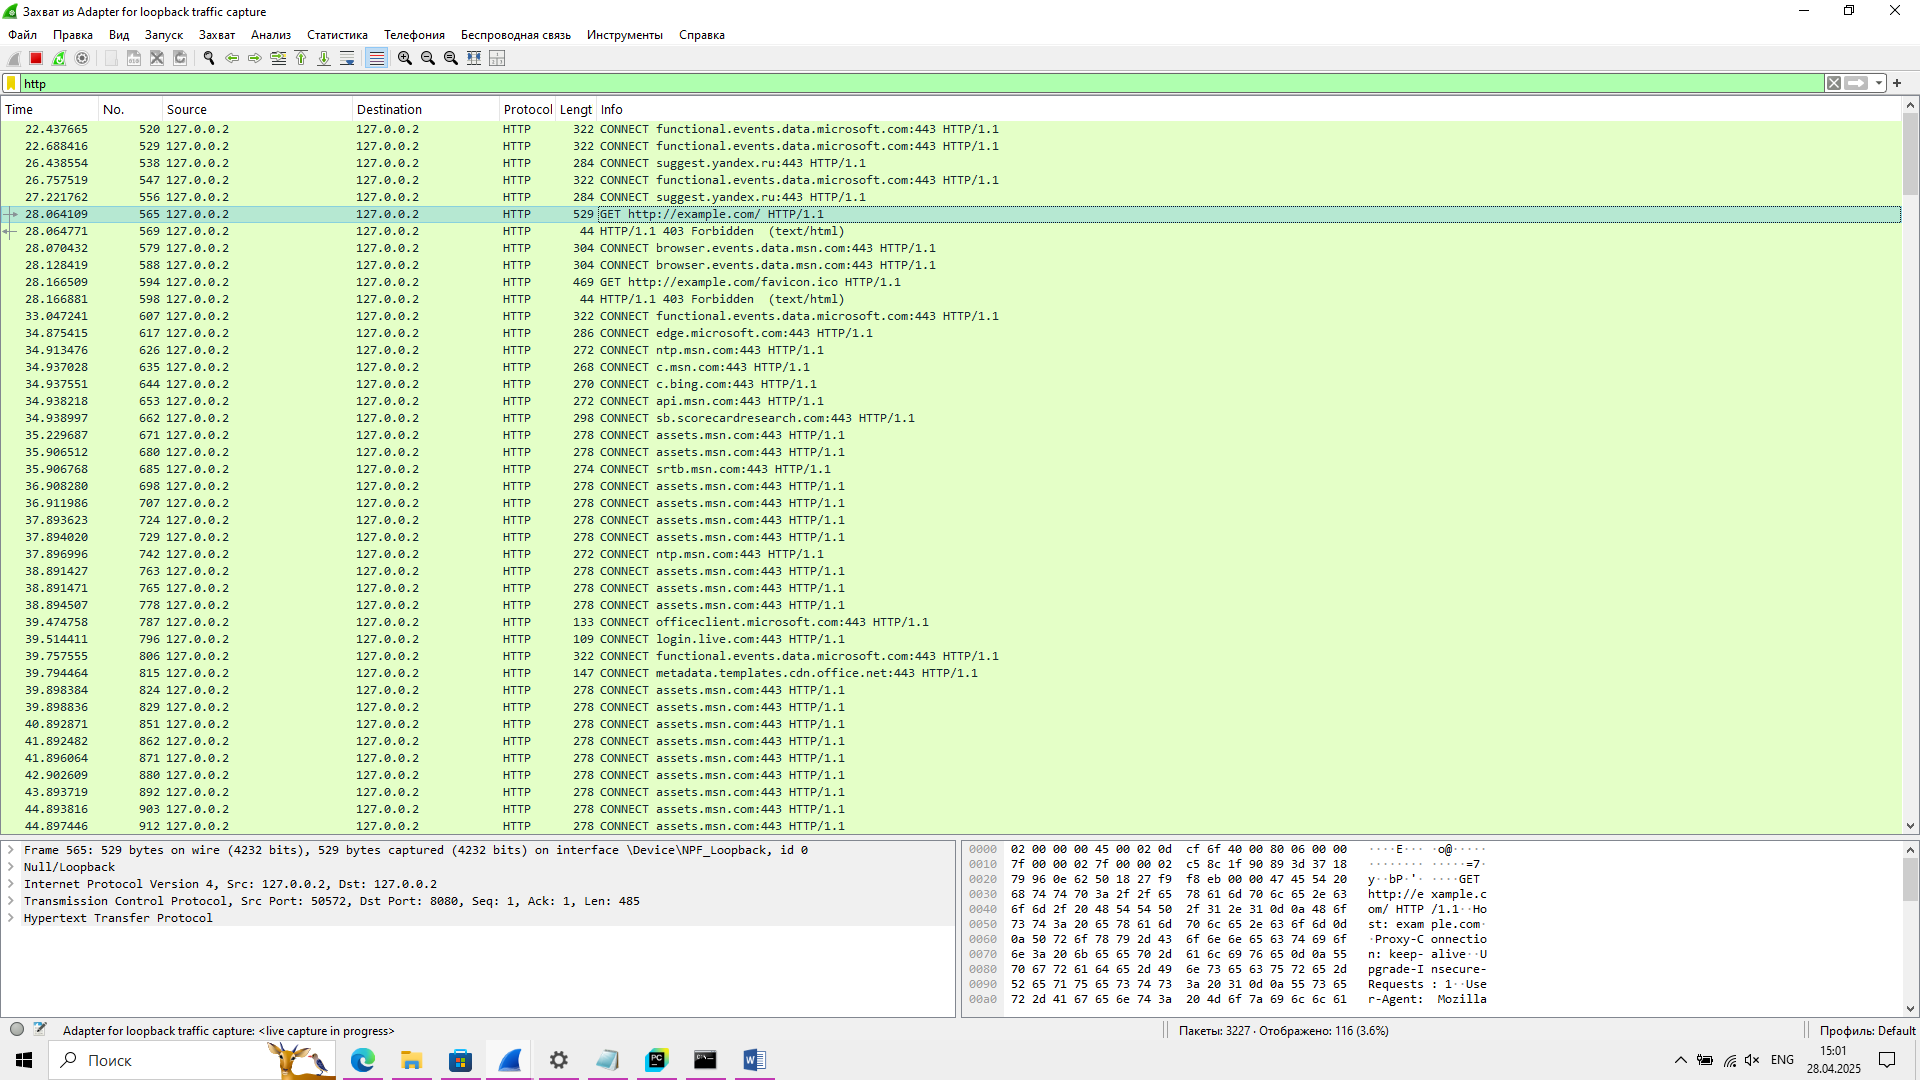 Захват из Adapter for loopback traffic capture
Файл Правка Вид Запуск Захват Анализ Статистика Телефония Беспроводная связь Инструменты Справка
http
Time No. Source Destination Protocol Lengt Info
22.437665 520 127.0.0.2 127.0.0.2 HTTP 322 CONNECT functional.events.data.microsoft.com:443 HTTP/1.1
22.688416 529 127.0.0.2 127.0.0.2 HTTP 322 CONNECT functional.events.data.microsoft.com:443 HTTP/1.1
26.438554 538 127.0.0.2 127.0.0.2 HTTP 284 CONNECT suggest.yandex.ru:443 HTTP/1.1
26.757519 547 127.0.0.2 127.0.0.2 HTTP 322 CONNECT functional.events.data.microsoft.com:443 HTTP/1.1
27.221762 556 127.0.0.2 127.0.0.2 HTTP 284 CONNECT suggest.yandex.ru:443 HTTP/1.1
28.064109 565 127.0.0.2 127.0.0.2 HTTP 529 GET http://example.com/ HTTP/1.1
28.064771 569 127.0.0.2 127.0.0.2 HTTP 44 HTTP/1.1 403 Forbidden (text/html)
28.070432 579 127.0.0.2 127.0.0.2 HTTP 304 CONNECT browser.events.data.msn.com:443 HTTP/1.1
28.128419 588 127.0.0.2 127.0.0.2 HTTP 304 CONNECT browser.events.data.msn.com:443 HTTP/1.1
28.166509 594 127.0.0.2 127.0.0.2 HTTP 469 GET http://example.com/favicon.ico HTTP/1.1
28.166881 598 127.0.0.2 127.0.0.2 HTTP 44 HTTP/1.1 403 Forbidden (text/html)
33.047241 607 127.0.0.2 127.0.0.2 HTTP 322 CONNECT functional.events.data.microsoft.com:443 HTTP/1.1
34.875415 617 127.0.0.2 127.0.0.2 HTTP 286 CONNECT edge.microsoft.com:443 HTTP/1.1
34.913476 626 127.0.0.2 127.0.0.2 HTTP 272 CONNECT ntp.msn.com:443 HTTP/1.1
34.937028 635 127.0.0.2 127.0.0.2 HTTP 268 CONNECT c.msn.com:443 HTTP/1.1
34.937551 644 127.0.0.2 127.0.0.2 HTTP 270 CONNECT c.bing.com:443 HTTP/1.1
34.938218 653 127.0.0.2 127.0.0.2 HTTP 272 CONNECT api.msn.com:443 HTTP/1.1
34.938997 662 127.0.0.2 127.0.0.2 HTTP 298 CONNECT sb.scorecardresearch.com:443 HTTP/1.1
35.229687 671 127.0.0.2 127.0.0.2 HTTP 278 CONNECT assets.msn.com:443 HTTP/1.1
35.906512 680 127.0.0.2 127.0.0.2 HTTP 278 CONNECT assets.msn.com:443 HTTP/1.1
35.906768 685 127.0.0.2 127.0.0.2 HTTP 274 CONNECT srtb.msn.com:443 HTTP/1.1
36.908280 698 127.0.0.2 127.0.0.2 HTTP 278 CONNECT assets.msn.com:443 HTTP/1.1
36.911986 707 127.0.0.2 127.0.0.2 HTTP 278 CONNECT assets.msn.com:443 HTTP/1.1
37.893623 724 127.0.0.2 127.0.0.2 HTTP 278 CONNECT assets.msn.com:443 HTTP/1.1
37.894020 729 127.0.0.2 127.0.0.2 HTTP 278 CONNECT assets.msn.com:443 HTTP/1.1
37.896996 742 127.0.0.2 127.0.0.2 HTTP 272 CONNECT ntp.msn.com:443 HTTP/1.1
38.891427 763 127.0.0.2 127.0.0.2 HTTP 278 CONNECT assets.msn.com:443 HTTP/1.1
38.891471 765 127.0.0.2 127.0.0.2 HTTP 278 CONNECT assets.msn.com:443 HTTP/1.1
38.894507 778 127.0.0.2 127.0.0.2 HTTP 278 CONNECT assets.msn.com:443 HTTP/1.1
39.474758 787 127.0.0.2 127.0.0.2 HTTP 133 CONNECT officeclient.microsoft.com:443 HTTP/1.1
39.514411 796 127.0.0.2 127.0.0.2 HTTP 109 CONNECT login.live.com:443 HTTP/1.1
39.757555 806 127.0.0.2 127.0.0.2 HTTP 322 CONNECT functional.events.data.microsoft.com:443 HTTP/1.1
39.794464 815 127.0.0.2 127.0.0.2 HTTP 147 CONNECT metadata.templates.cdn.office.net:443 HTTP/1.1
39.898384 824 127.0.0.2 127.0.0.2 HTTP 278 CONNECT assets.msn.com:443 HTTP/1.1
39.898836 829 127.0.0.2 127.0.0.2 HTTP 278 CONNECT assets.msn.com:443 HTTP/1.1
40.892871 851 127.0.0.2 127.0.0.2 HTTP 278 CONNECT assets.msn.com:443 HTTP/1.1
41.892482 862 127.0.0.2 127.0.0.2 HTTP 278 CONNECT assets.msn.com:443 HTTP/1.1
41.896064 871 127.0.0.2 127.0.0.2 HTTP 278 CONNECT assets.msn.com:443 HTTP/1.1
42.902609 880 127.0.0.2 127.0.0.2 HTTP 278 CONNECT assets.msn.com:443 HTTP/1.1
43.893719 892 127.0.0.2 127.0.0.2 HTTP 278 CONNECT assets.msn.com:443 HTTP/1.1
44.893816 903 127.0.0.2 127.0.0.2 HTTP 278 CONNECT assets.msn.com:443 HTTP/1.1
44.897446 912 127.0.0.2 127.0.0.2 HTTP 278 CONNECT assets.msn.com:443 HTTP/1.1
Frame 565: 529 bytes on wire (4232 bits), 529 bytes captured (4232 bits) on interface \Device\NPF_Loopback, id 0
Null/Loopback
Internet Protocol Version 4, Src: 127.0.0.2, Dst: 127.0.0.2
Transmission Control Protocol, Src Port: 50572, Dst Port: 8080, Seq: 1, Ack: 1, Len: 485
Hypertext Transfer Protocol
0000 02 00 00 00 45 00 02 0d cf 6f 40 00 80 06 00 00 ····E··· ·o@·····
0010 7f 00 00 02 7f 00 00 02 c5 8c 1f 90 89 3d 37 18 ········ ·····=7·
0020 79 96 0e 62 50 18 27 f9 f8 eb 00 00 47 45 54 20 y··bP·'· ····GET
0030 68 74 74 70 3a 2f 2f 65 78 61 6d 70 6c 65 2e 63 http://e xample.c
0040 6f 6d 2f 20 48 54 54 50 2f 31 2e 31 0d 0a 48 6f om/ HTTP /1.1··Ho
0050 73 74 3a 20 65 78 61 6d 70 6c 65 2e 63 6f 6d 0d st: exam ple.com·
0060 0a 50 72 6f 78 79 2d 43 6f 6e 6e 65 63 74 69 6f ·Proxy-C onnectio
0070 6e 3a 20 6b 65 65 70 2d 61 6c 69 76 65 0d 0a 55 n: keep- alive··U
0080 70 67 72 61 64 65 2d 49 6e 73 65 63 75 72 65 2d pgrade-I nsecure-
0090 52 65 71 75 65 73 74 73 3a 20 31 0d 0a 55 73 65 Requests : 1··Use
00a0 72 2d 41 67 65 6e 74 3a 20 4d 6f 7a 69 6c 6c 61 r-Agent: Mozilla
Adapter for loopback traffic capture: <live capture in progress>
Пакеты: 3227 · Отображено: 116 (3.6%)
Профиль: Default
Поиск
ENG
15:01
28.04.2025